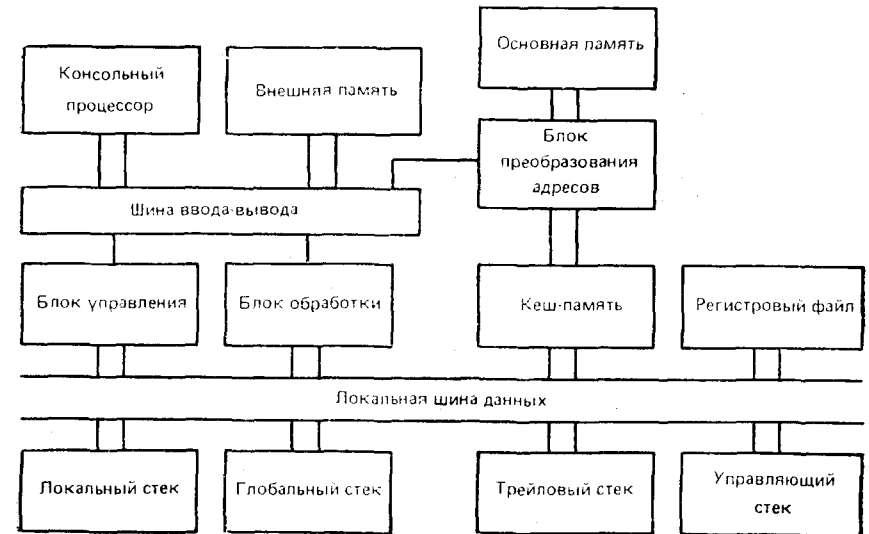 Основная память
Консольный
процессор
Внешняя память
Блок
преобразования
адресов
Шина ввода-вывода
Блок управления
Блок обработки
Кеш-память
Регистровый файл
Локальная шина данных
Локальный стек
Глобальный стек
Трейловый стек
Управляющий
стек